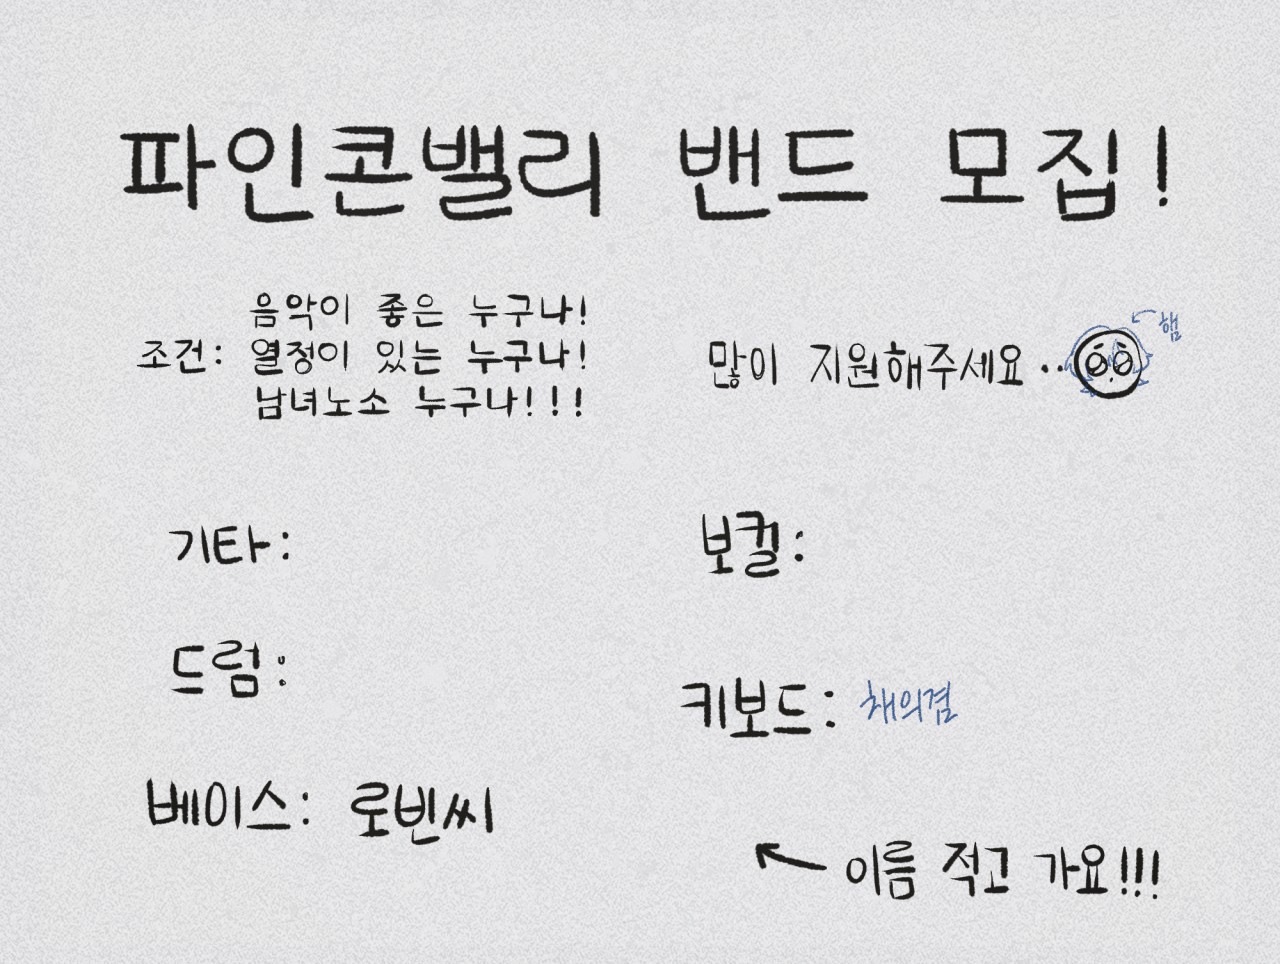 파인콘밸리 밴드 모집!
조건: 음악이 좋은 누구나!
열정이 있는 누구나!
남녀노소 누구나!!!
많이 지원해주세요..
햄
기타:
보컬:
드럼:
키보드: 채의겸
베이스: 로빈씨
이름 적고 가요!!!